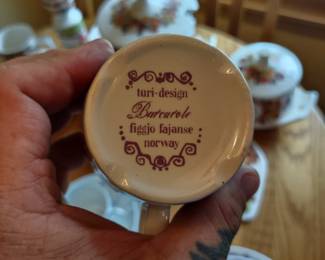 turi-design
Barcarole
figgjo fajanse
norway